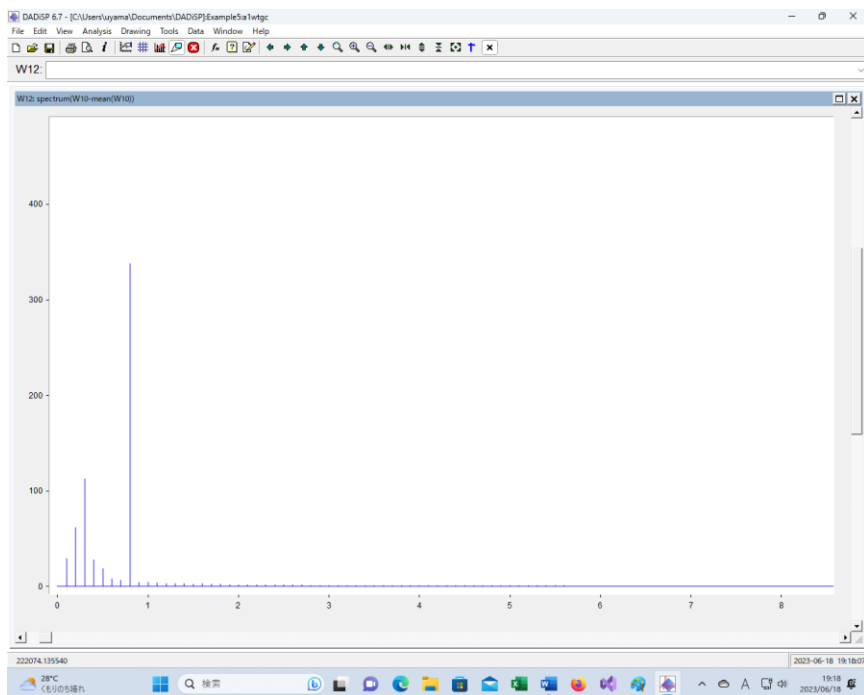 DADiSP 6.7 - [C:\Users\uyama\Documents\DADiSP]:Example5:a1wtgc
File Edit View Analysis Drawing Tools Data Window Help
W12:
W12: spectrum(W10-mean(W10))
400
300
200
100
0
0 1 2 3 4 5 6 7 8
222074.135540
2023-06-18 19:18:0
28°C
くもりのち晴れ
検索
A
19:18
2023/06/18